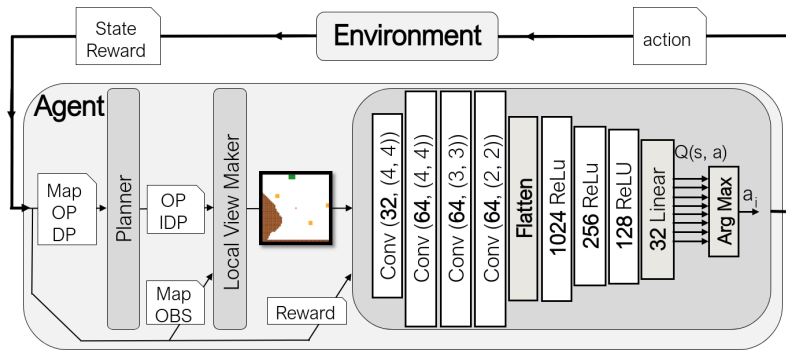 State
Reward
Environment
action
Agent
Map
OP
DP
Planner
OP
IDP
Local View Maker
Map
OBS
Reward
Conv (32, (4, 4))
Conv (64, (4, 4))
Conv (64, (3, 3))
Conv (64, (2, 2))
Flatten
1024 ReLu
256 ReLu
128 ReLU
32 Linear
Q(s, a)
Arg Max
ai